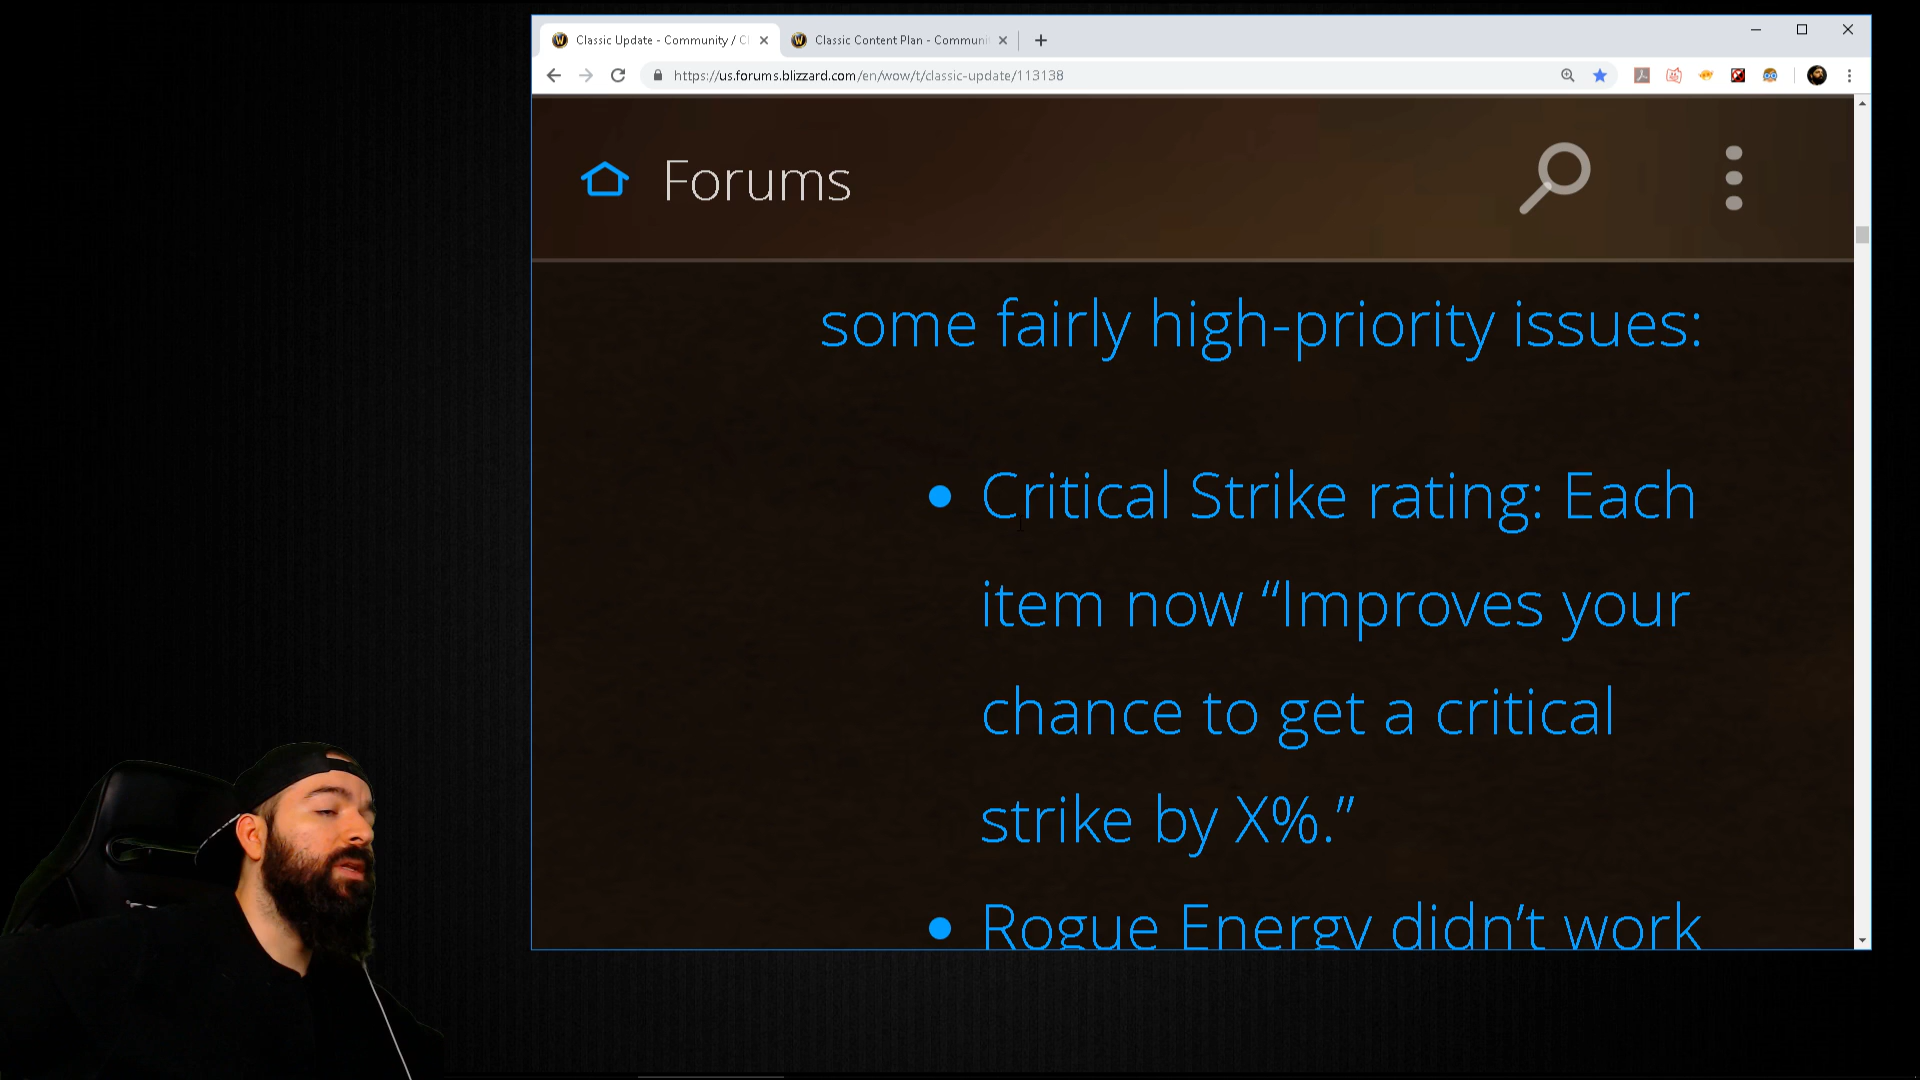 Classic Update - Community / Cl
Classic Content Plan - Communi
https://us.forums.blizzard.com/en/wow/t/classic-update/113138
Forums
some fairly high-priority issues:
• Critical Strike rating: Each
item now “Improves your
chance to get a critical
strike by X%.”
• Rogue Energy didn’t work